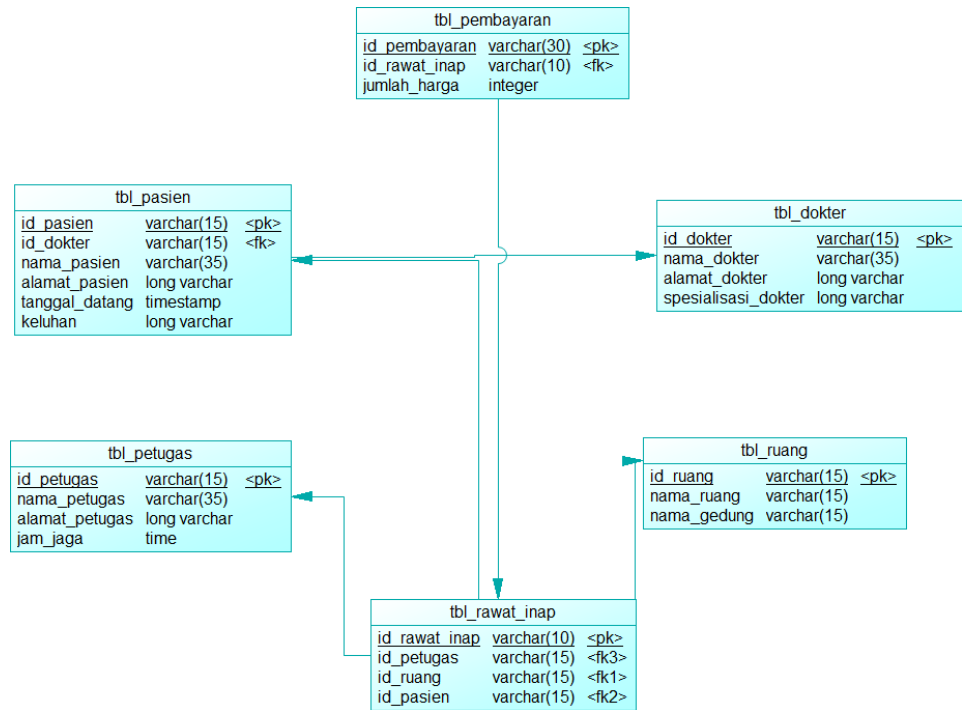 tbl_pembayaran
id_pembayaran varchar(30) <pk>
id_rawat_inap varchar(10) <fk>
jumlah_harga integer
tbl_pasien
id_pasien varchar(15) <pk>
id_dokter varchar(15) <fk>
nama_pasien varchar(35)
alamat_pasien long varchar
tanggal_datang timestamp
keluhan long varchar
tbl_dokter
id_dokter varchar(15) <pk>
nama_dokter varchar(35)
alamat_dokter long varchar
spesialisasi_dokter long varchar
tbl_petugas
id_petugas varchar(15) <pk>
nama_petugas varchar(35)
alamat_petugas long varchar
jam_jaga time
tbl_ruang
id_ruang varchar(15) <pk>
nama_ruang varchar(15)
nama_gedung varchar(15)
tbl_rawat_inap
id_rawat_inap varchar(10) <pk>
id_petugas varchar(15) <fk3>
id_ruang varchar(15) <fk1>
id_pasien varchar(15) <fk2>